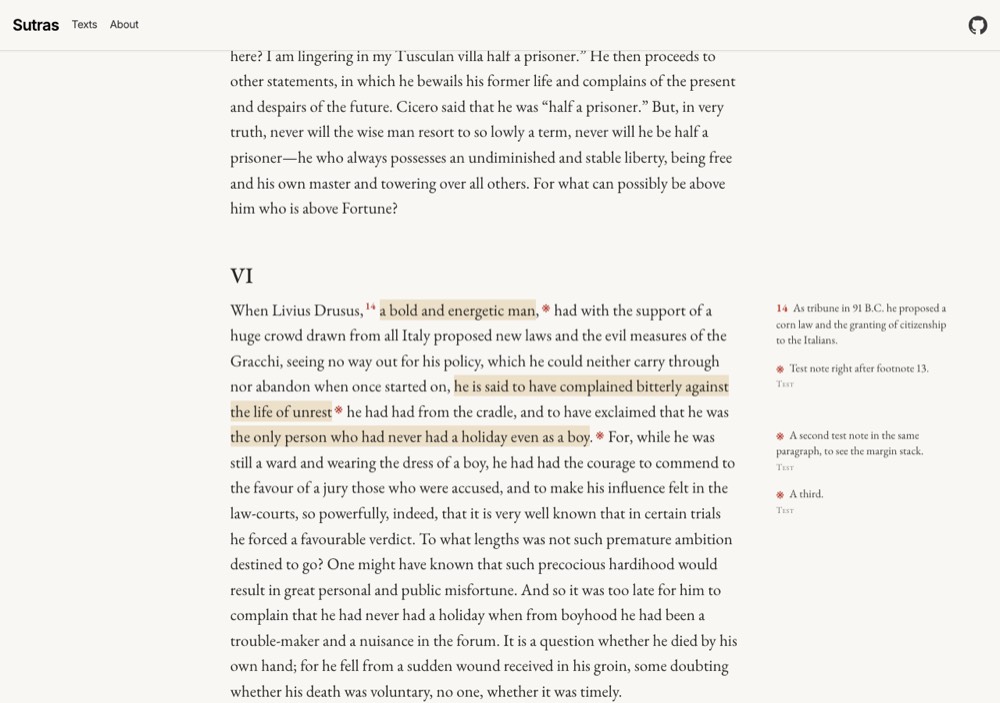 Sutras Texts About
here? I am lingering in my Tusculan villa half a prisoner.” He then proceeds to
other statements, in which he bewails his former life and complains of the present
and despairs of the future. Cicero said that he was “half a prisoner.” But, in very
truth, never will the wise man resort to so lowly a term, never will he be half a
prisoner—he who always possesses an undiminished and stable liberty, being free
and his own master and towering over all others. For what can possibly be above
him who is above Fortune?
VI
When Livius Drusus,14 a bold and energetic man,※ had with the support of a
huge crowd drawn from all Italy proposed new laws and the evil measures of the
Gracchi, seeing no way out for his policy, which he could neither carry through
nor abandon when once started on, he is said to have complained bitterly against
the life of unrest※ he had had from the cradle, and to have exclaimed that he was
the only person who had never had a holiday even as a boy.※ For, while he was
still a ward and wearing the dress of a boy, he had had the courage to commend to
the favour of a jury those who were accused, and to make his influence felt in the
law-courts, so powerfully, indeed, that it is very well known that in certain trials
he forced a favourable verdict. To what lengths was not such premature ambition
destined to go? One might have known that such precocious hardihood would
result in great personal and public misfortune. And so it was too late for him to
complain that he had never had a holiday when from boyhood he had been a
trouble-maker and a nuisance in the forum. It is a question whether he died by his
own hand; for he fell from a sudden wound received in his groin, some doubting
whether his death was voluntary, no one, whether it was timely.
14 As tribune in 91 B.C. he proposed a
corn law and the granting of citizenship
to the Italians.
※ Test note right after footnote 13.
Test
※ A second test note in the same
paragraph, to see the margin stack.
Test
※ A third.
Test